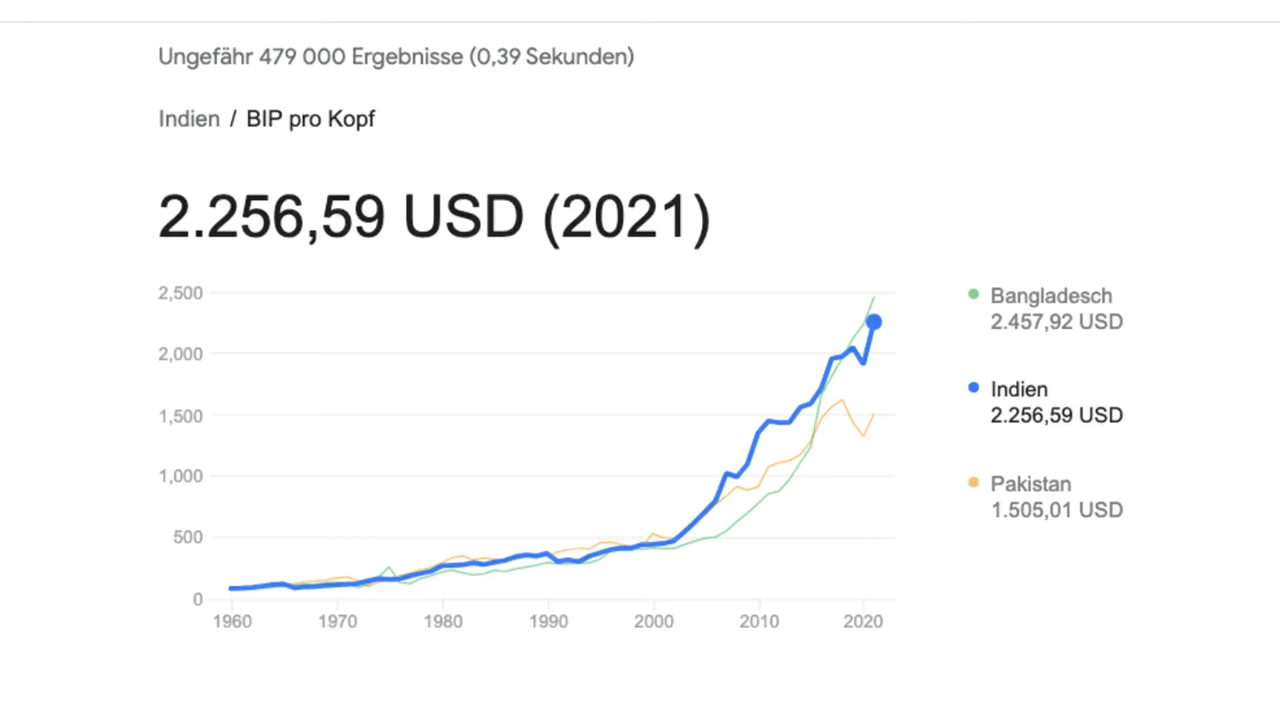 Ungefähr 479 000 Ergebnisse (0,39 Sekunden)
Indien / BIP pro Kopf
2.256,59 USD (2021)
2,500
2,000
1,500
1,000
500
0
1960 1970 1980 1990 2000 2010 2020
Bangladesch
2.457,92 USD
Indien
2.256,59 USD
Pakistan
1.505,01 USD